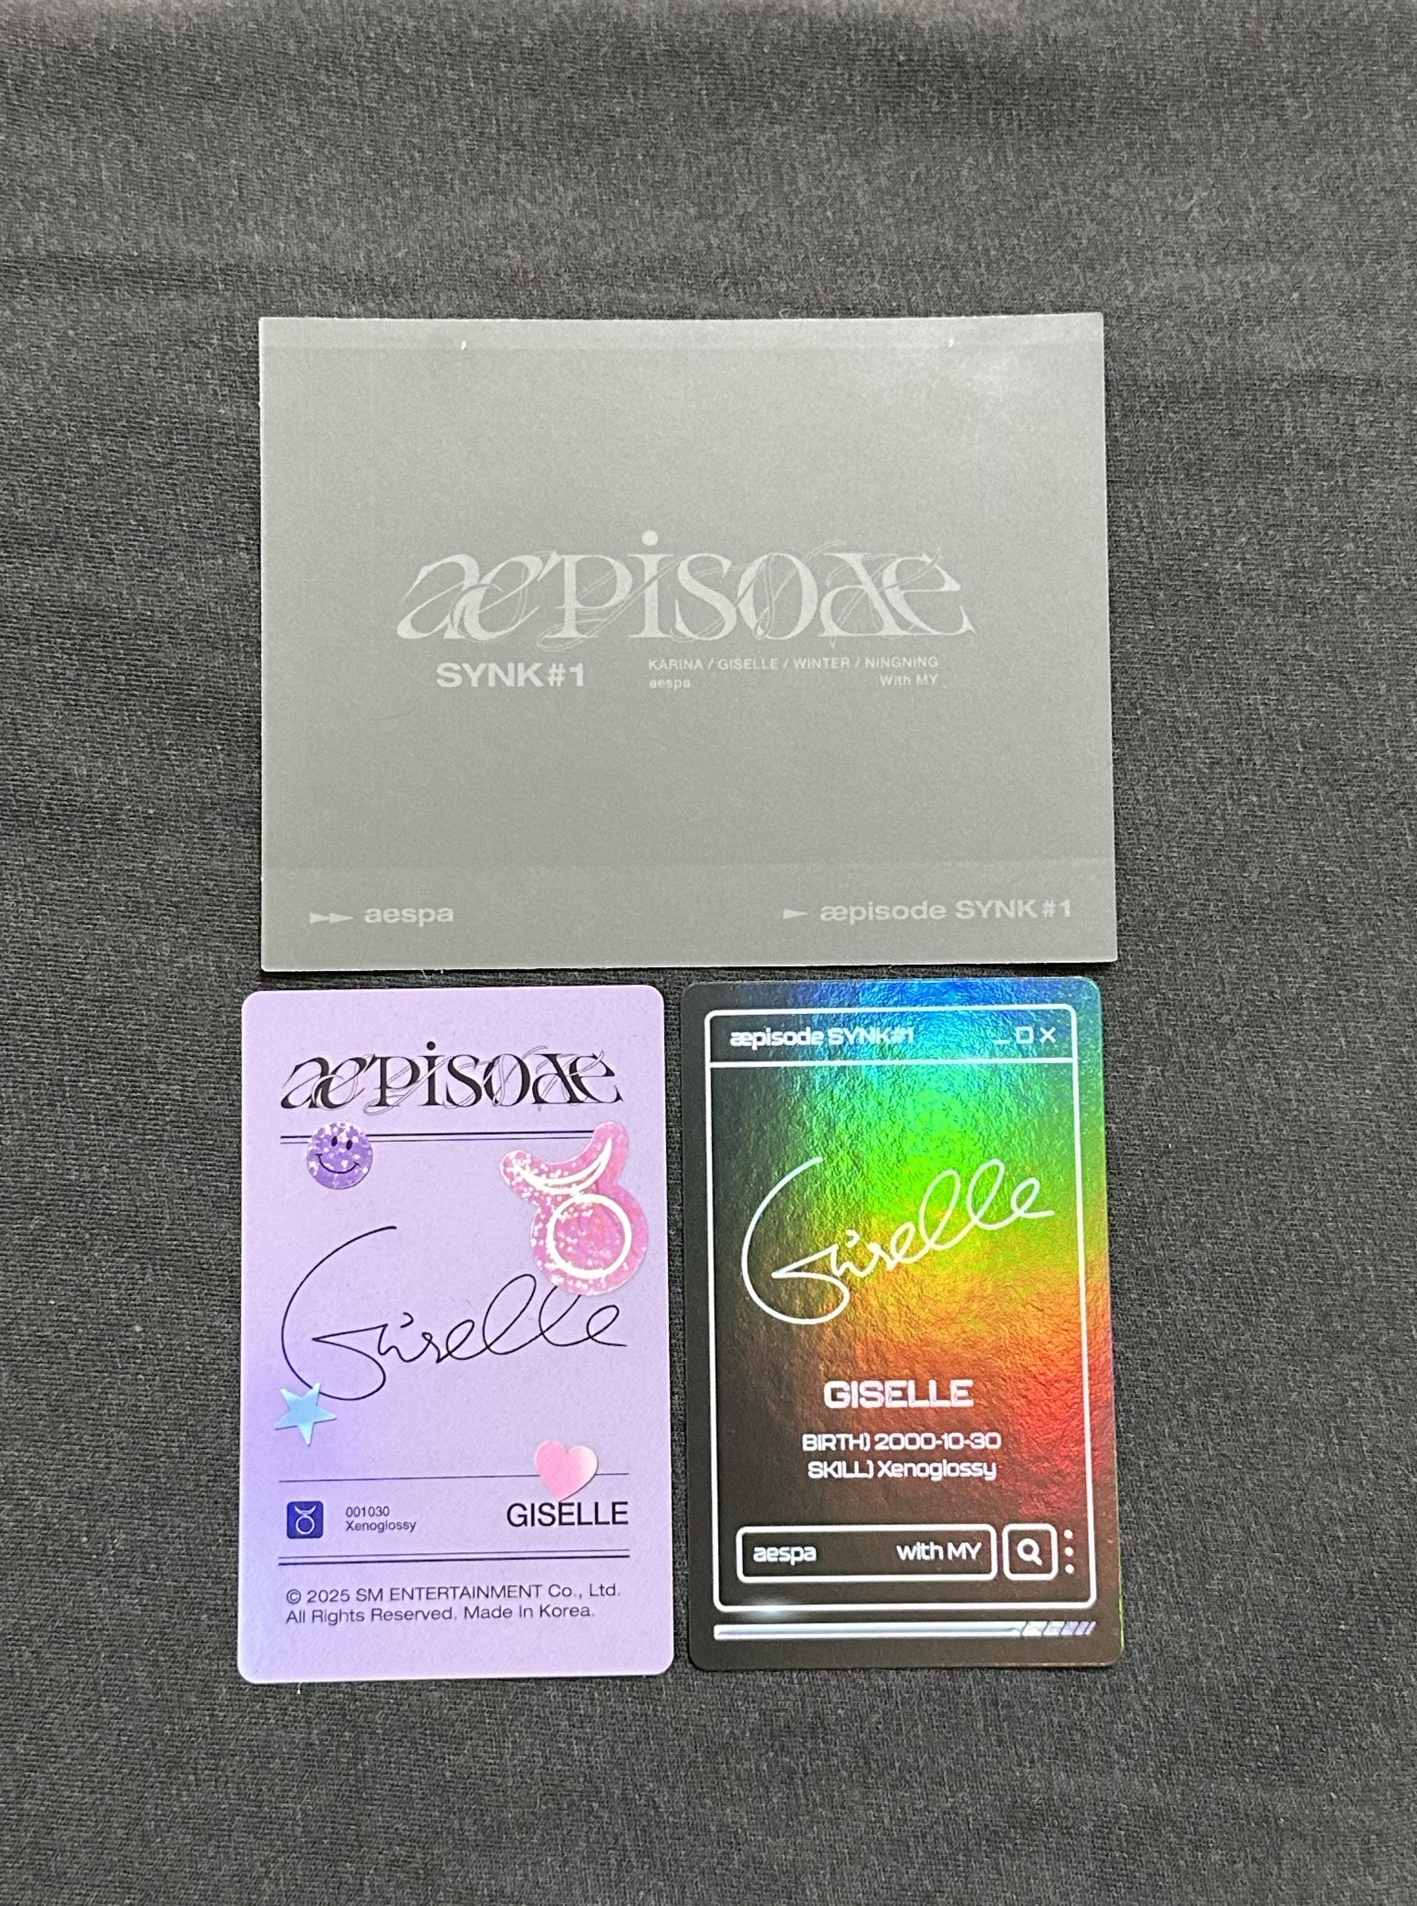 æpisode
SYNK#1
KARINA / GISELLE / WINTER / NINGNING
aespa With MY
aespa
æpisode SYNK#1
æpisode
Giselle
001030
Xenoglossy
GISELLE
© 2025 SM ENTERTAINMENT Co., Ltd.
All Rights Reserved. Made In Korea.
æpisode SYNK#1
Giselle
GISELLE
BIRTH) 2000-10-30
SKILL) Xenoglossy
aespa with MY